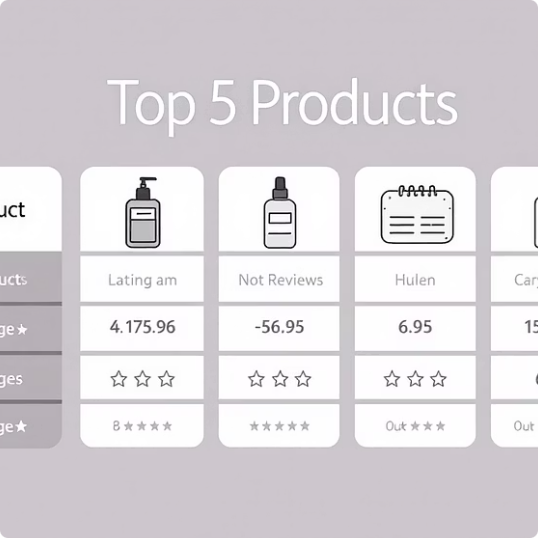 Top 5 Products
uct
ucts Lating am Not Reviews Hulen Car
ge★ 4.175.96 -56.95 6.95 15
ges ☆☆☆ ☆☆☆ ☆☆☆
ge★ B★★★★ ★★★★★ Out★★★ Out